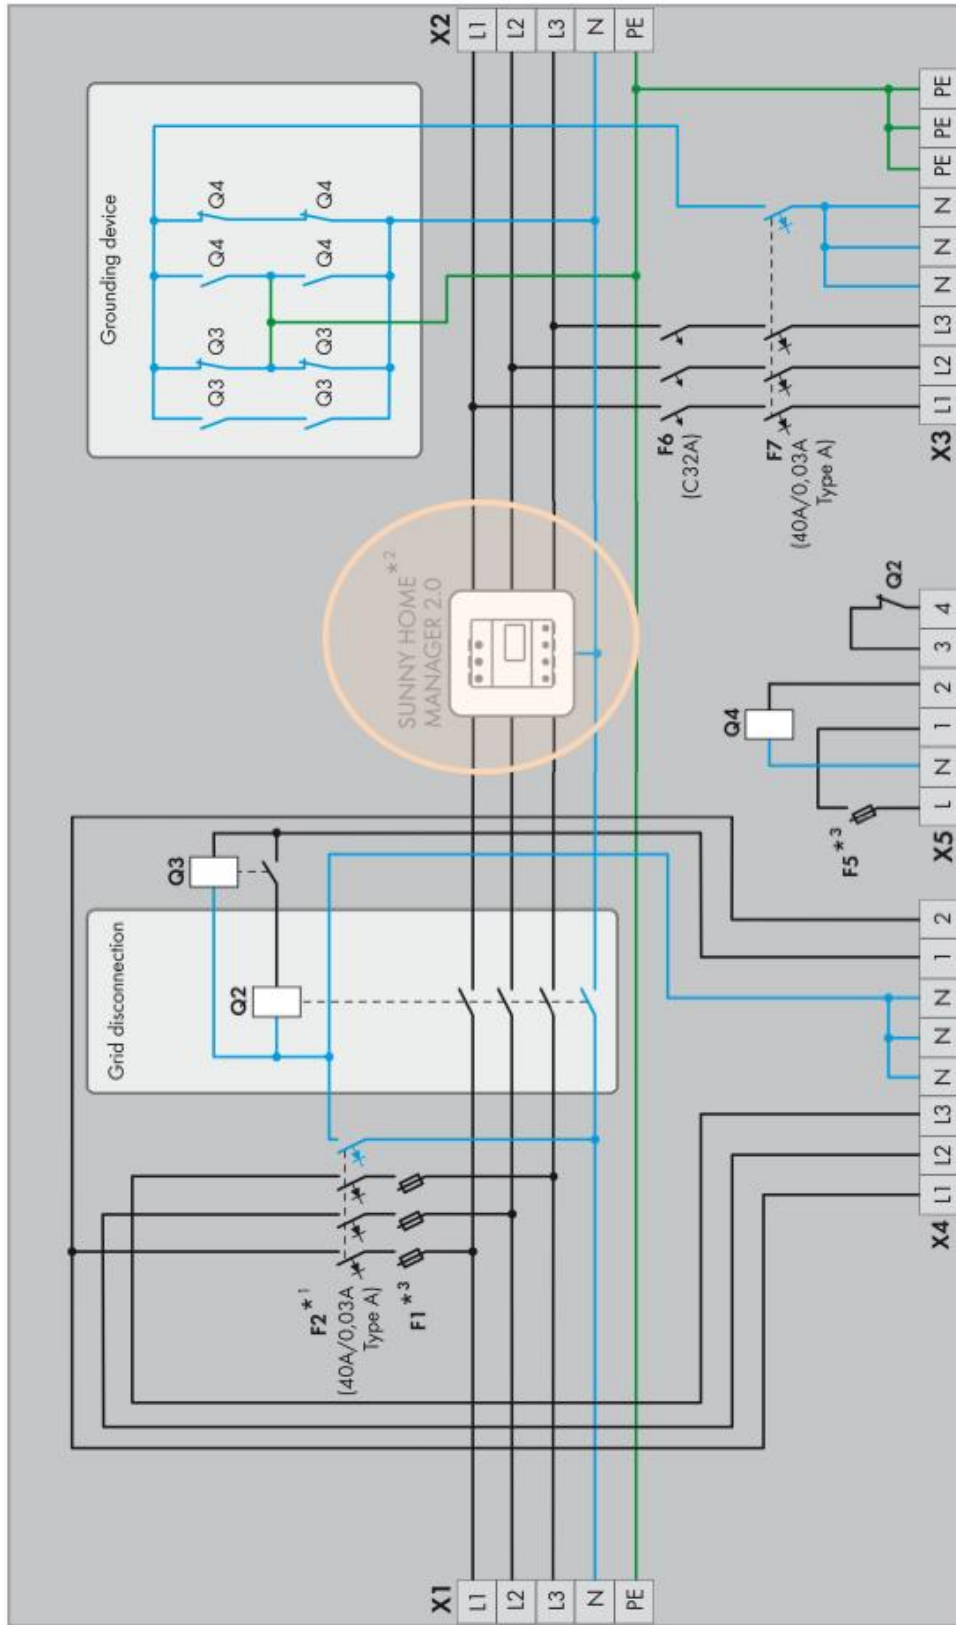 X1
L1
L2
L3
N
PE
F2*1
(40A/0,03A
Type A)
F1*3
Grid disconnection
Q2
Q3
SUNNY HOME*2
MANAGER 2.0
Grounding device
Q3
Q3
Q4
Q4
Q3
Q3
Q4
Q4
X2
L1
L2
L3
N
PE
F6
(C32A)
F7
(40A/0,03A
Type A)
F5*3
Q4
Q2
X4
L1 L2 L3 N N N 1 2
X5
L N 1 2 3 4
X3
L1 L2 L3 N N N PE PE PE